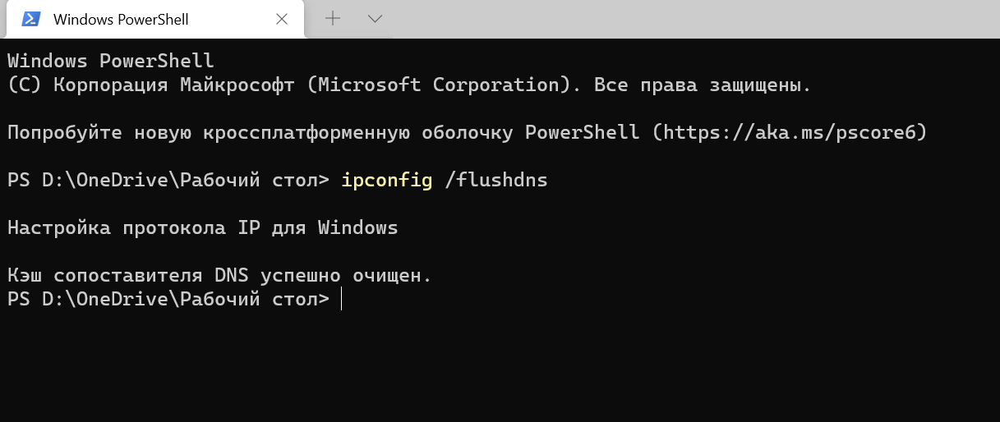 Windows PowerShell
Windows PowerShell
(C) Корпорация Майкрософт (Microsoft Corporation). Все права защищены.
Попробуйте новую кроссплатформенную оболочку PowerShell (https://aka.ms/pscore6)
PS D:\OneDrive\Рабочий стол> ipconfig /flushdns
Настройка протокола IP для Windows
Кэш сопоставителя DNS успешно очищен.
PS D:\OneDrive\Рабочий стол>